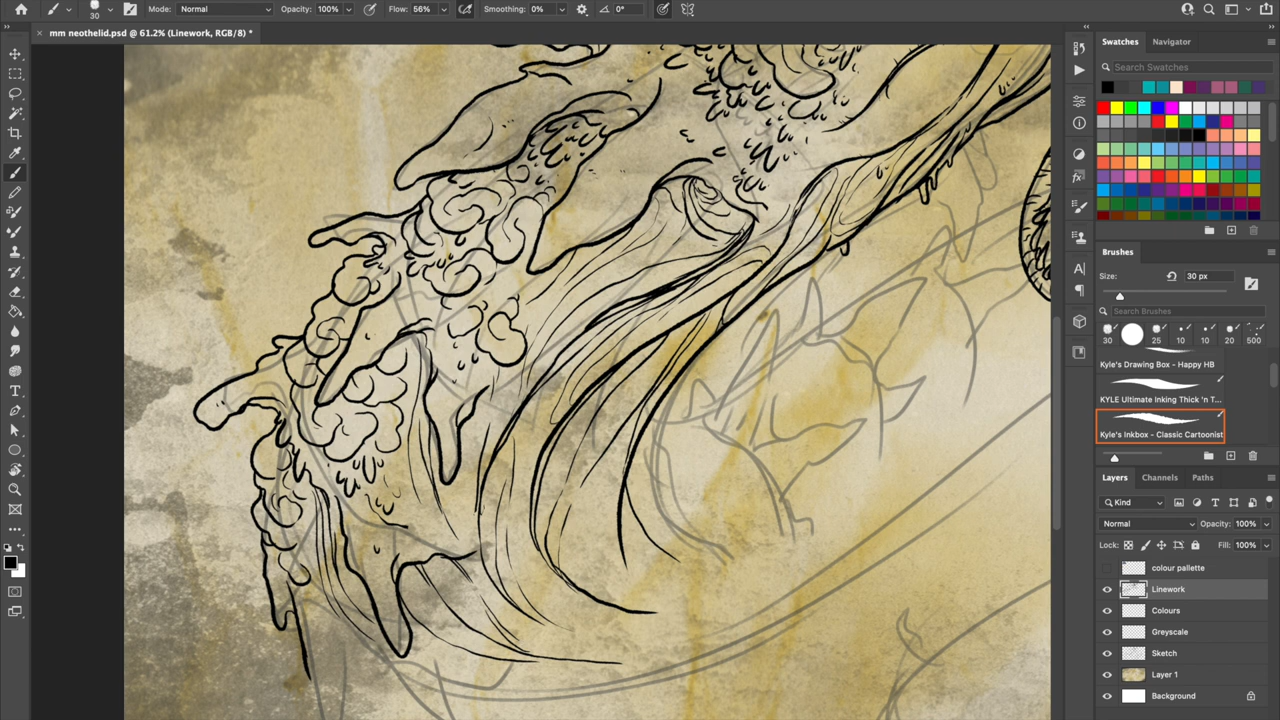 30
Mode: Normal
Opacity: 100%
Flow: 56%
Smoothing: 0%
0°
mm neothelid.psd @ 61.2% (Linework, RGB/8) *
Swatches
Navigator
Search Swatches
Brushes
Size:
30 px
Search Brushes
30
25
10
10
20
500
Kyle's Drawing Box - Happy HB
KYLE Ultimate Inking Thick 'n T...
Kyle's Inkbox - Classic Cartoonist
Layers
Channels
Paths
Kind
Normal
Opacity: 100%
Lock:
Fill: 100%
colour pallette
Linework
Colours
Greyscale
Sketch
Layer 1
Background